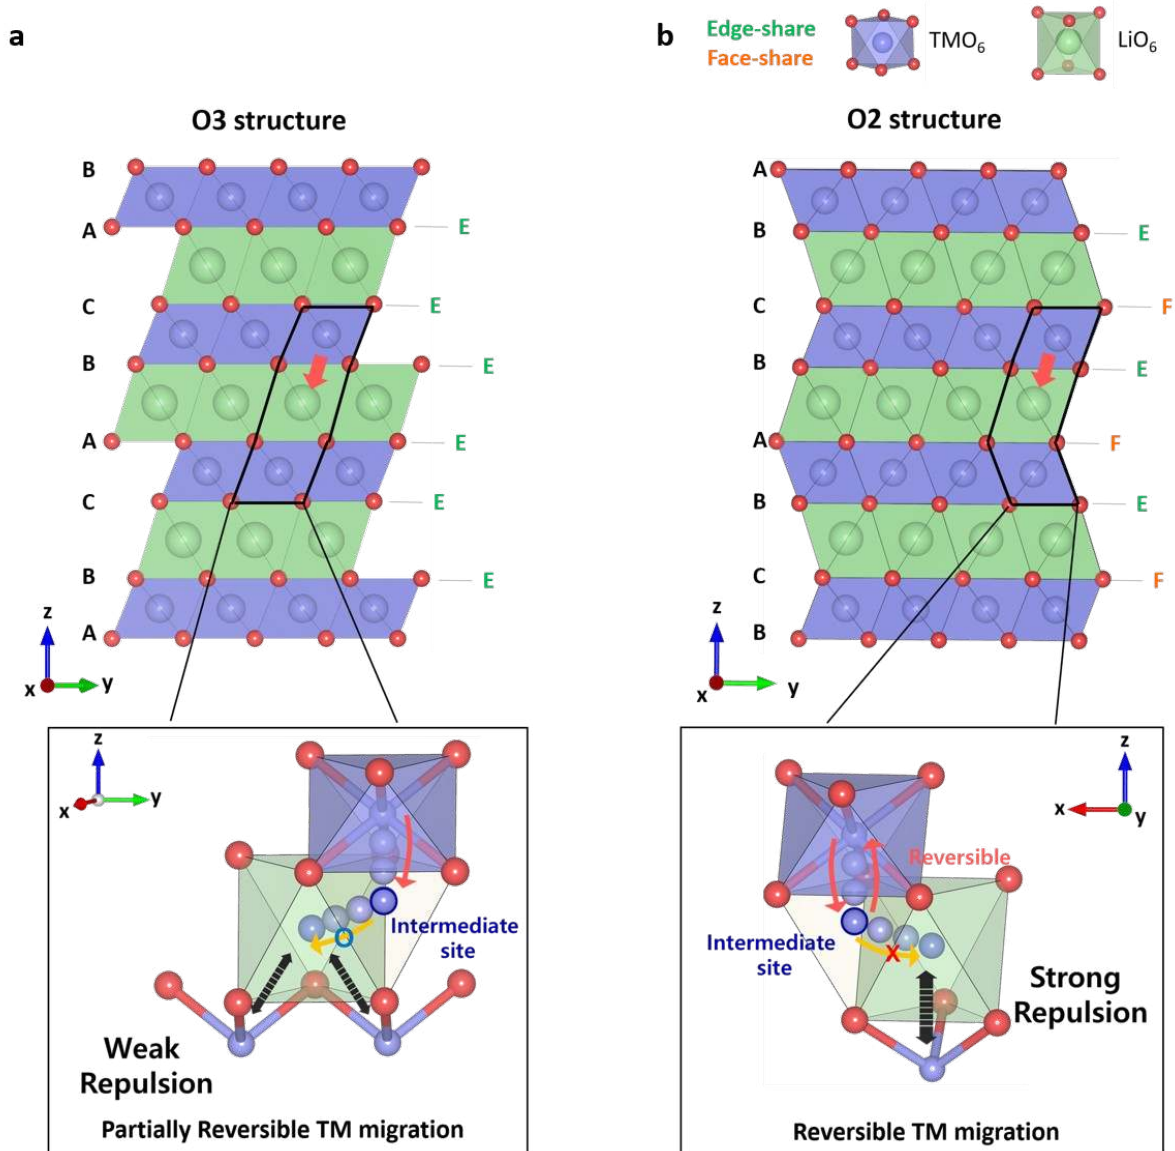 a
O3 structure
B
A
E
C
E
B
E
A
E
C
E
B
E
A
z
x
y
z
x
y
Intermediate
site
Weak
Repulsion
Partially Reversible TM migration
b
Edge-share
Face-share
TMO6
LiO6
O2 structure
A
B
E
C
F
B
E
A
F
B
E
C
F
B
z
x
y
z
x
y
Reversible
Intermediate
site
X
Strong
Repulsion
Reversible TM migration